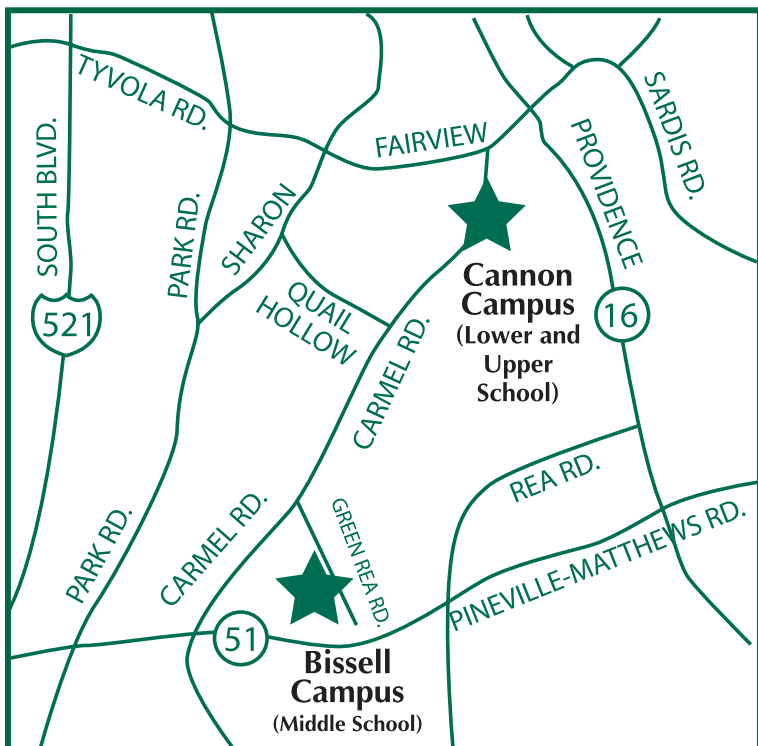 TYVOLA RD.
FAIRVIEW
SARDIS RD.
PROVIDENCE
SOUTH BLVD.
PARK RD.
SHARON
QUAIL
HOLLOW
521
16
Cannon
Campus
(Lower and
Upper
School)
CARMEL RD.
REA RD.
PARK RD.
CARMEL RD.
GREEN REA RD.
PINEVILLE-MATTHEWS RD.
51
Bissell
Campus
(Middle School)